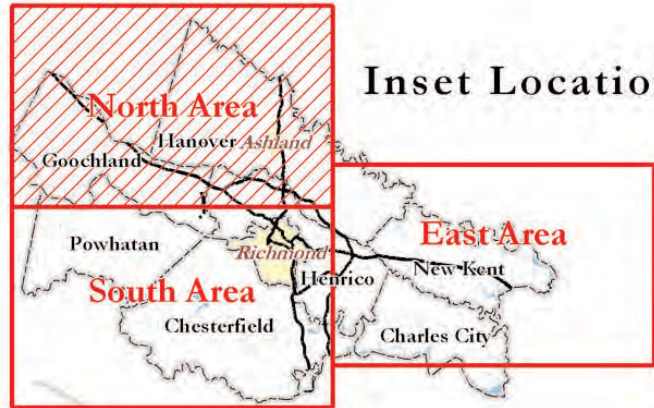 Inset Locatio
North Area
Hanover
Ashland
Goochland
Powhatan
Richmond
East Area
Henrico
New Kent
South Area
Chesterfield
Charles City